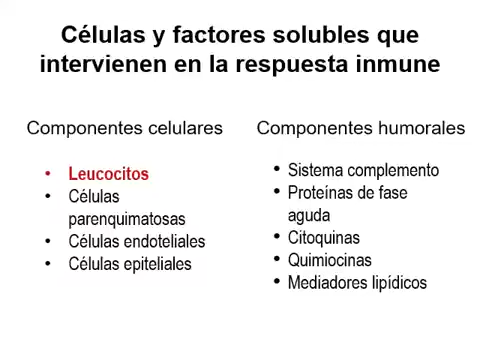 Células y factores solubles que
intervienen en la respuesta inmune
Componentes celulares
• Leucocitos
• Células
parenquimatosas
• Células endoteliales
• Células epiteliales
Componentes humorales
• Sistema complemento
• Proteínas de fase
aguda
• Citoquinas
• Quimiocinas
• Mediadores lipídicos